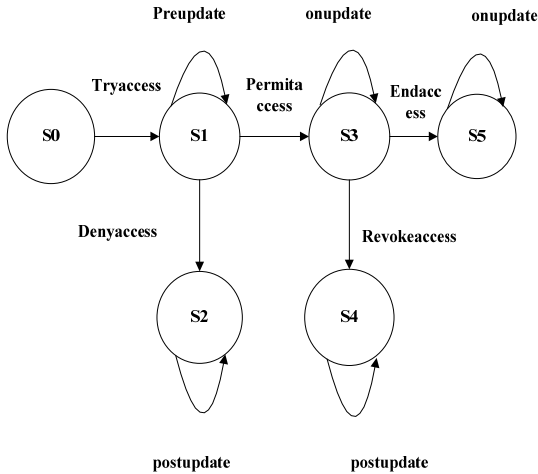 Preupdate
onupdate
onupdate
Tryaccess
Permita
ccess
Endacc
ess
S0
S1
S3
S5
Denyaccess
Revokeaccess
S2
S4
postupdate
postupdate